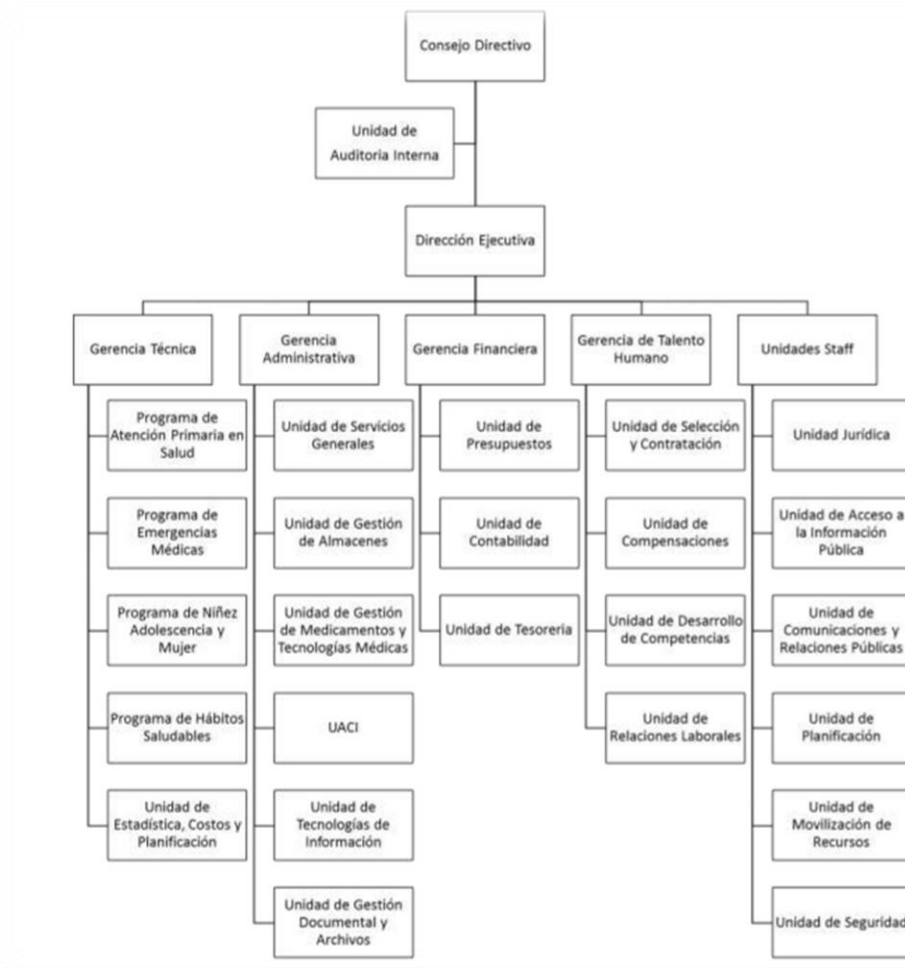 Consejo Directivo
Unidad de
Auditoria Interna
Dirección Ejecutiva
Gerencia Técnica
Gerencia
Administrativa
Gerencia Financiera
Gerencia de Talento
Humano
Unidades Staff
Programa de
Atención Primaria en
Salud
Unidad de Servicios
Generales
Unidad de
Presupuestos
Unidad de Selección
y Contratación
Unidad Jurídica
Programa de
Emergencias
Médicas
Unidad de Gestión
de Almacenes
Unidad de
Contabilidad
Unidad de
Compensaciones
Unidad de Acceso a
la Información
Pública
Programa de Niñez
Adolescencia y
Mujer
Unidad de Gestión
de Medicamentos y
Tecnologías Médicas
Unidad de Tesoreria
Unidad de Desarrollo
de Competencias
Unidad de
Comunicaciones y
Relaciones Públicas
Programa de Hábitos
Saludables
UACI
Unidad de
Relaciones Laborales
Unidad de
Planificación
Unidad de
Estadística, Costos y
Planificación
Unidad de
Tecnologías de
Información
Unidad de
Movilización de
Recursos
Unidad de Gestión
Documental y
Archivos
Unidad de Seguridad